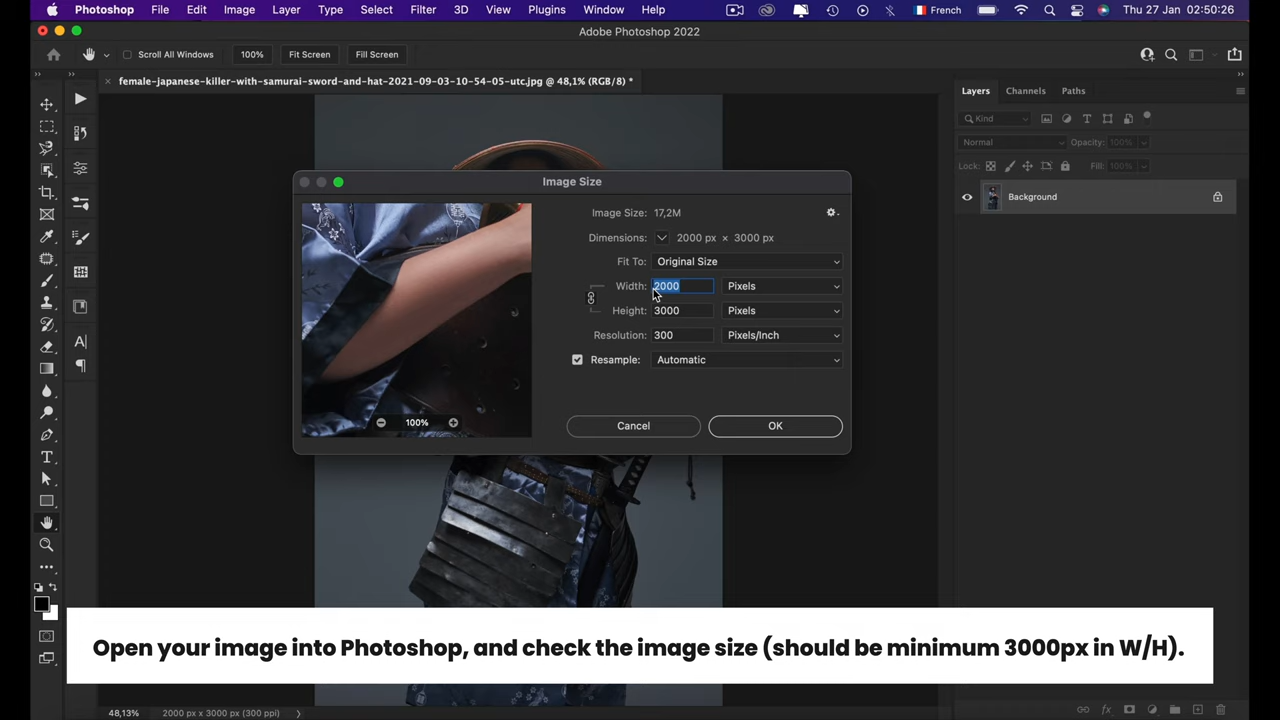 Photoshop File Edit Image Layer Type Select Filter 3D View Plugins Window Help French Thu 27 Jan 02:50:26
Adobe Photoshop 2022
Scroll All Windows 100% Fit Screen Fill Screen
female-japanese-killer-with-samurai-sword-and-hat-2021-09-03-10-54-05-utc.jpg @ 48,1% (RGB/8) *
Layers Channels Paths
Kind
Normal Opacity: 100%
Lock: Fill: 100%
Background
Image Size
Image Size: 17,2M
Dimensions: 2000 px × 3000 px
Fit To: Original Size
Width: 2000 Pixels
Height: 3000 Pixels
Resolution: 300 Pixels/Inch
Resample: Automatic
100%
Cancel OK
Open your image into Photoshop, and check the image size (should be minimum 3000px in W/H).
48,13% 2000 px x 3000 px (300 ppi)